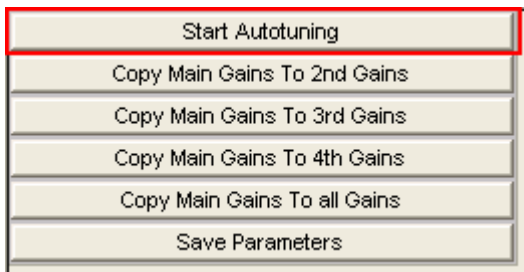 Start Autotuning
Copy Main Gains To 2nd Gains
Copy Main Gains To 3rd Gains
Copy Main Gains To 4th Gains
Copy Main Gains To all Gains
Save Parameters